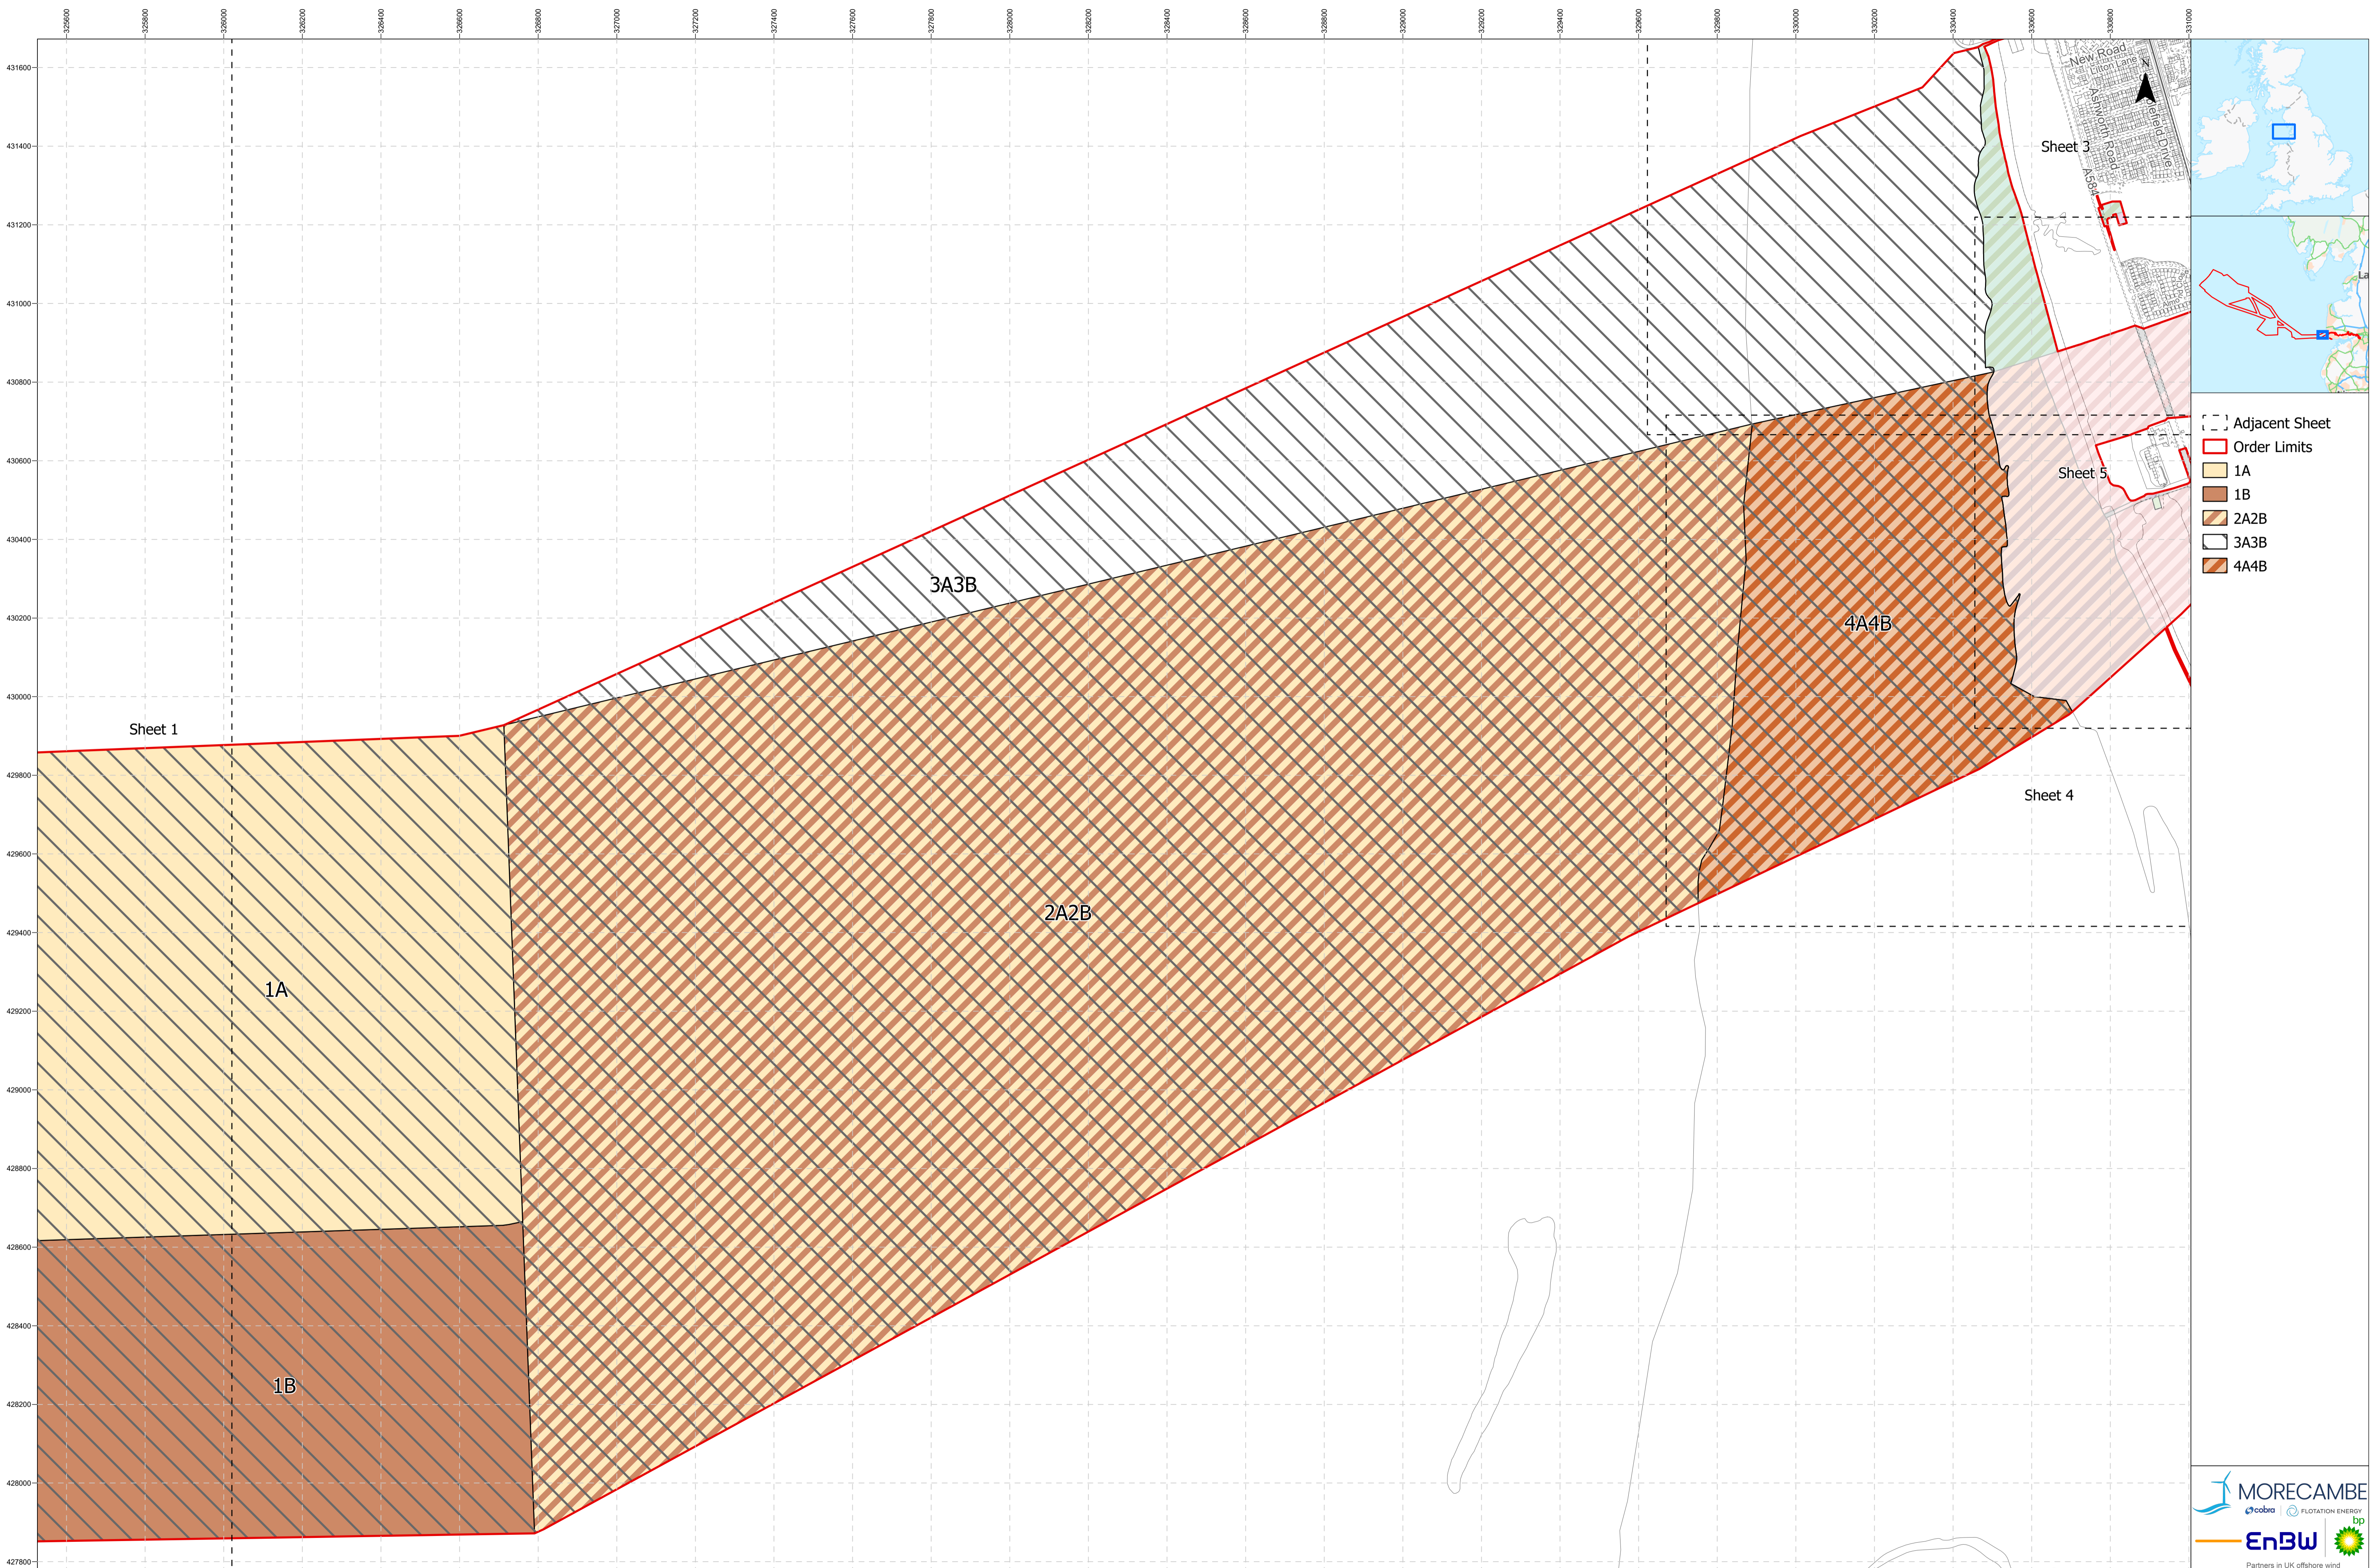 325600 325800 326000 326200 326400 326600 326800 327000 327200 327400 327600 327800 328000 328200 328400 328600 328800 329000 329200 329400 329600 329800 330000 330200 330400 330600 330800 331000
431600
431400
431200
431000
430800
430600
430400
430200
430000
429800
429600
429400
429200
429000
428800
428600
428400
428200
428000
427800
New Road
Litton Lane
N
Ashworth Road
Drive
A584
Sheet 3
Sheet 5
3A3B
4A4B
Sheet 1
Sheet 4
2A2B
1A
1B
La
Adjacent Sheet
Order Limits
1A
1B
2A2B
3A3B
4A4B
MORECAMBE
cobra
FLOTATION ENERGY
EnBW
bp
Partners in UK offshore wind